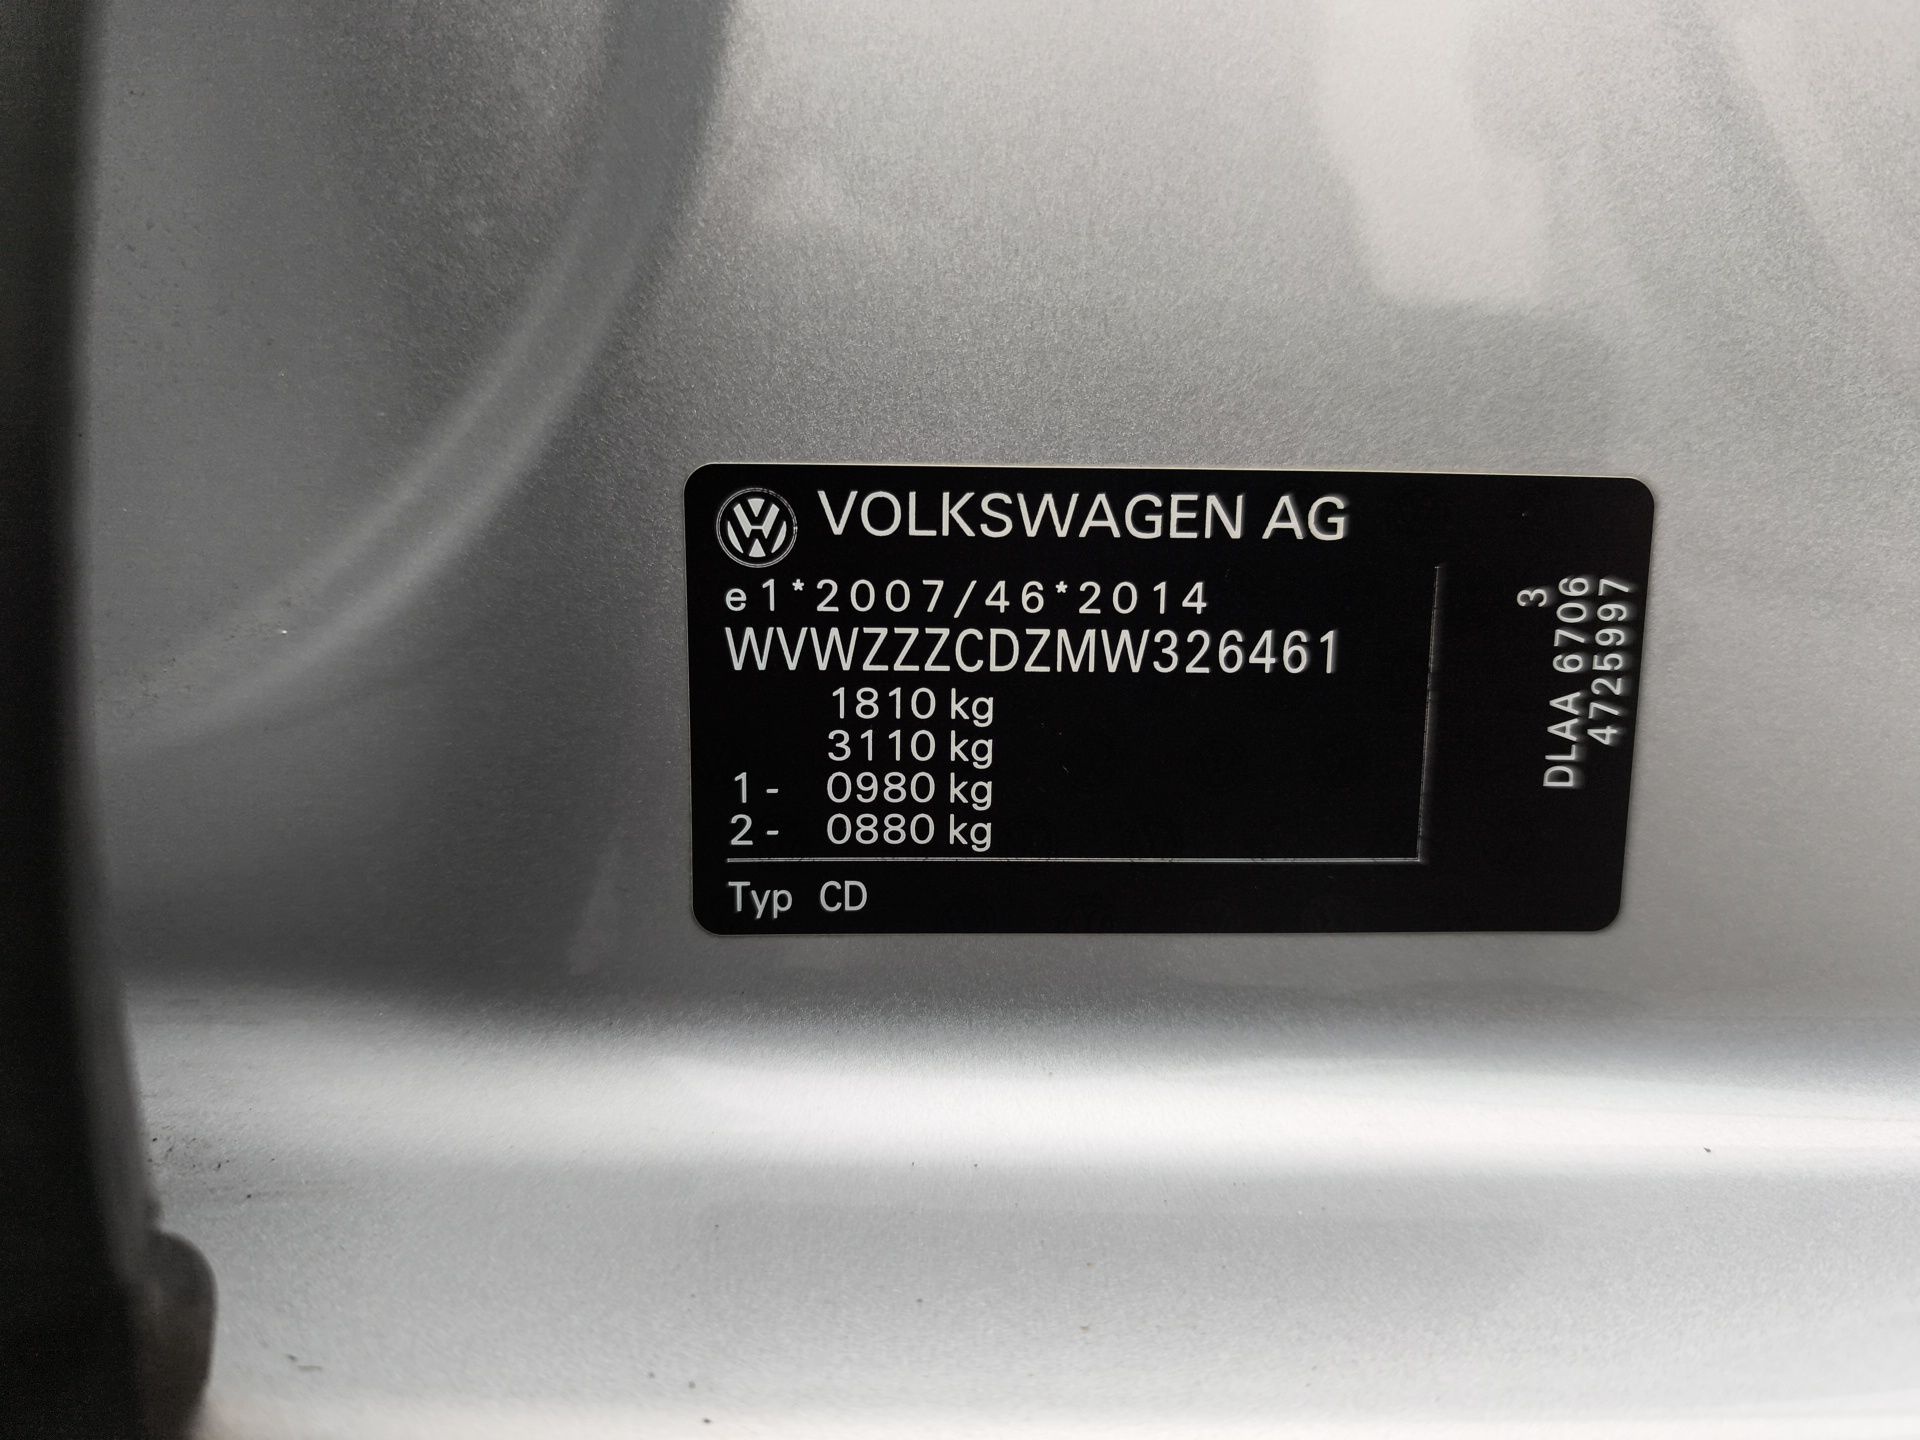 VOLKSWAGEN AG
e1*2007/46*2014
WVWZZZCDZMW326461
1810 kg
3110 kg
1- 0980 kg
2- 0880 kg
Typ CD
3
DLAA 6706
4725997